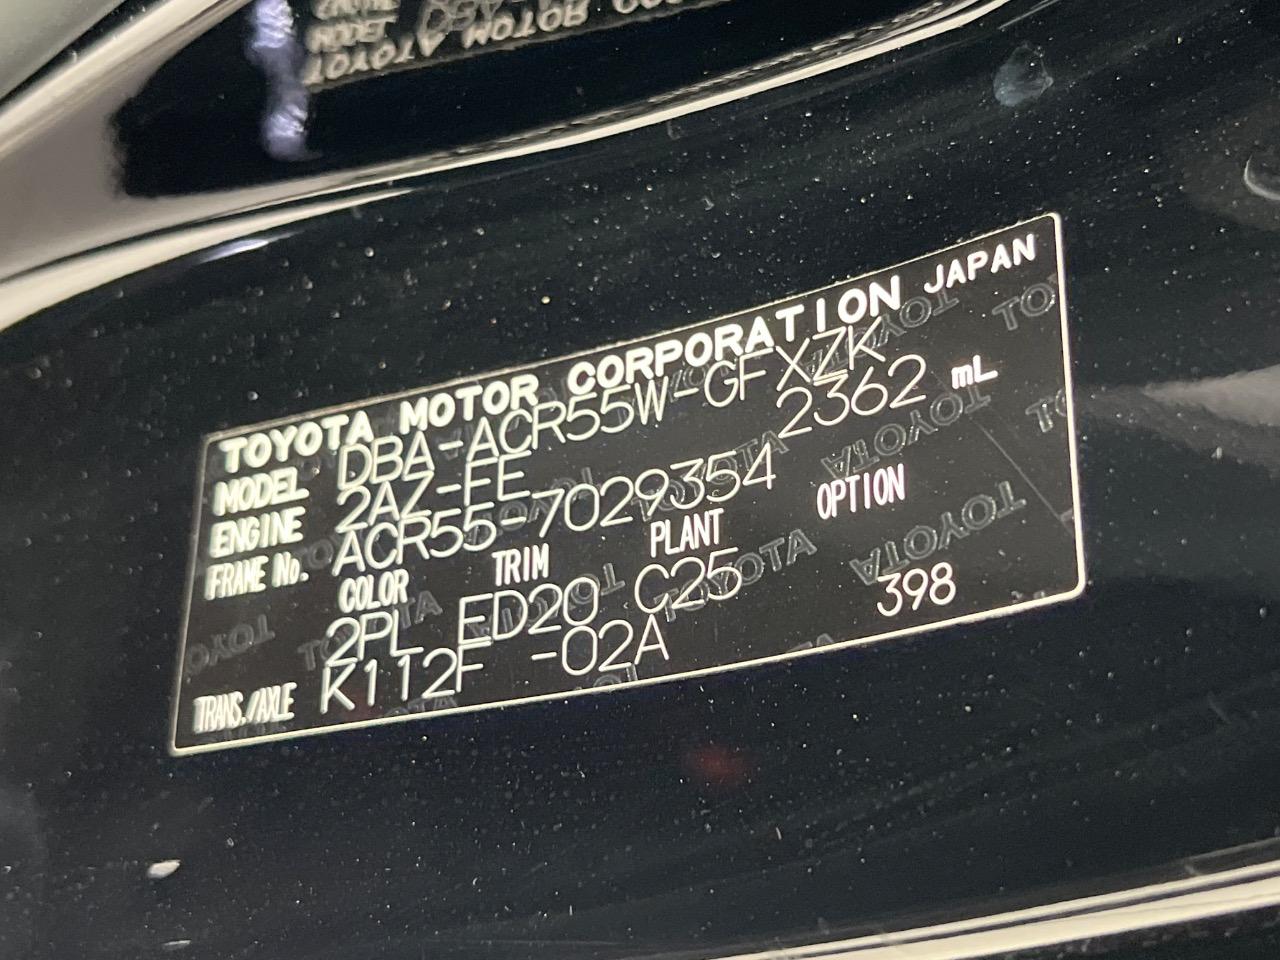 TOYOTA MOTOR CORPORATION JAPAN
MODEL DBA-ACR55W-GFXZK
ENGINE 2AZ-FE 2362 mL
FRAME No. ACR55-7029354
COLOR TRIM PLANT OPTION
2PL ED20 C25 398
TRANS./AXLE K112F -02A